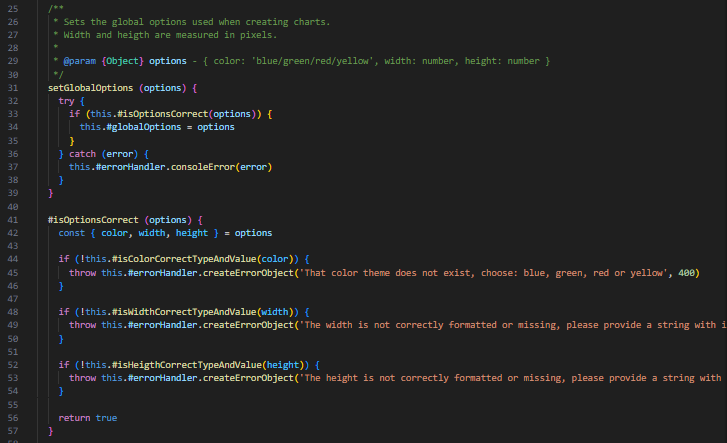 25 /**
26 * Sets the global options used when creating charts.
27 * Width and heigth are measured in pixels.
28 *
29 * @param {Object} options - { color: 'blue/green/red/yellow', width: number, height: number }
30 */
31 setGlobalOptions (options) {
32 try {
33 if (this.#isOptionsCorrect(options)) {
34 this.#globalOptions = options
35 }
36 } catch (error) {
37 this.#errorHandler.consoleError(error)
38 }
39 }
40
41 #isOptionsCorrect (options) {
42 const { color, width, height } = options
43
44 if (!this.#isColorCorrectTypeAndValue(color)) {
45 throw this.#errorHandler.createErrorObject('That color theme does not exist, choose: blue, green, red or yellow', 400)
46 }
47
48 if (!this.#isWidthCorrectTypeAndValue(width)) {
49 throw this.#errorHandler.createErrorObject('The width is not correctly formatted or missing, please provide a string with i
50 }
51
52 if (!this.#isHeigthCorrectTypeAndValue(height)) {
53 throw this.#errorHandler.createErrorObject('The height is not correctly formatted or missing, please provide a string with
54 }
55
56 return true
57 }